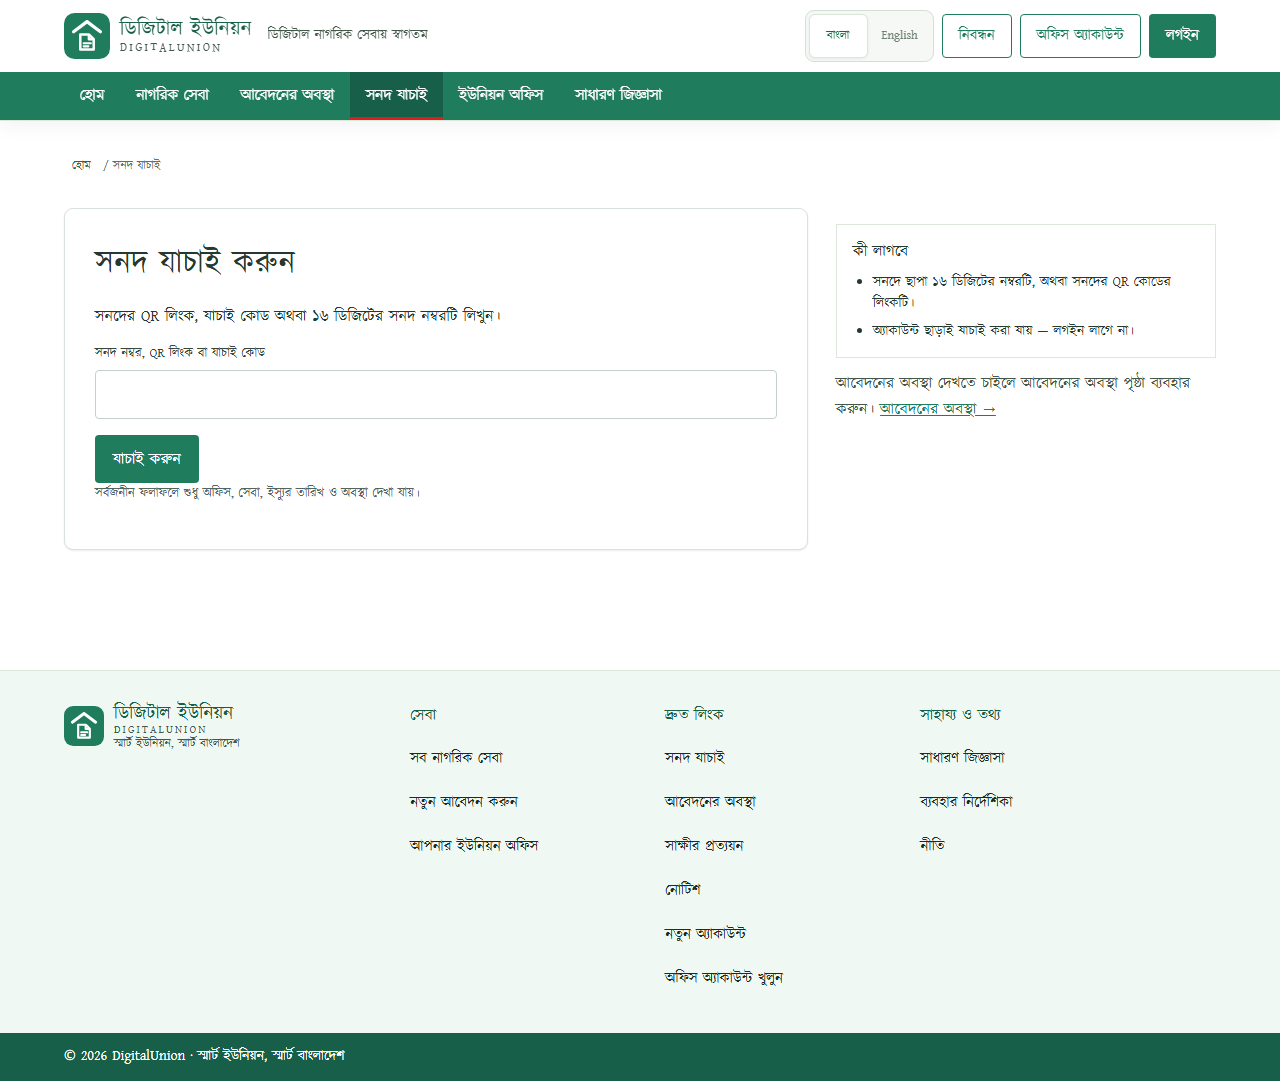 ডিজিটাল ইউনিয়ন
DIGITALUNION
ডিজিটাল নাগরিক সেবায় স্বাগতম
বাংলা
English
নিবন্ধন
অফিস অ্যাকাউন্ট
লগইন
হোম
নাগরিক সেবা
আবেদনের অবস্থা
সনদ যাচাই
ইউনিয়ন অফিস
সাধারণ জিজ্ঞাসা
হোম / সনদ যাচাই
সনদ যাচাই করুন
সনদের QR লিংক, যাচাই কোড অথবা ১৬ ডিজিটের সনদ নম্বরটি লিখুন।
সনদ নম্বর, QR লিংক বা যাচাই কোড
যাচাই করুন
সর্বজনীন ফলাফলে শুধু অফিস, সেবা, ইস্যুর তারিখ ও অবস্থা দেখা যায়।
কী লাগবে
সনদে ছাপা ১৬ ডিজিটের নম্বরটি, অথবা সনদের QR কোডের
লিংকটি।
অ্যাকাউন্ট ছাড়াই যাচাই করা যায় — লগইন লাগে না।
আবেদনের অবস্থা দেখতে চাইলে আবেদনের অবস্থা পৃষ্ঠা ব্যবহার
করুন। আবেদনের অবস্থা →
ডিজিটাল ইউনিয়ন
DIGITALUNION
স্মার্ট ইউনিয়ন, স্মার্ট বাংলাদেশ
সেবা
সব নাগরিক সেবা
নতুন আবেদন করুন
আপনার ইউনিয়ন অফিস
দ্রুত লিংক
সনদ যাচাই
আবেদনের অবস্থা
সাক্ষীর প্রত্যয়ন
নোটিশ
নতুন অ্যাকাউন্ট
অফিস অ্যাকাউন্ট খুলুন
সাহায্য ও তথ্য
সাধারণ জিজ্ঞাসা
ব্যবহার নির্দেশিকা
নীতি
© 2026 DigitalUnion · স্মার্ট ইউনিয়ন, স্মার্ট বাংলাদেশ